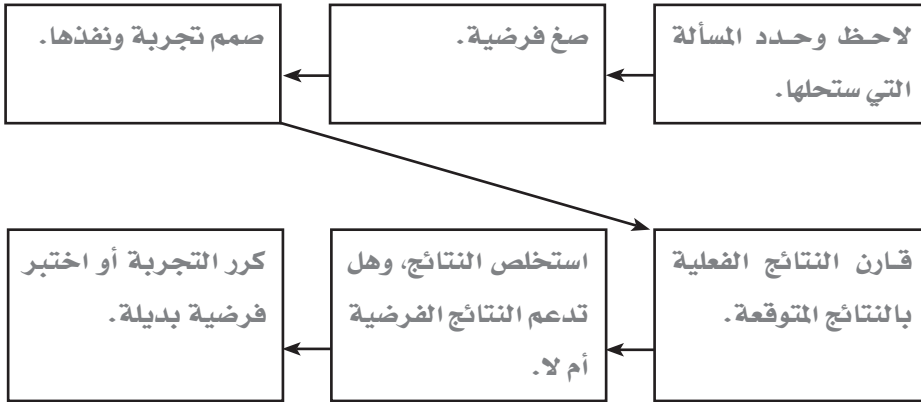 لاحظ وحدد المسألة
التي ستحلها.
صغ فرضية.
صمم تجربة ونفذها.
قارن النتائج الفعلية
بالنتائج المتوقعة.
استخلص النتائج، وهل
تدعم النتائج الفرضية
أم لا.
كرر التجربة أو اختبر
فرضية بديلة.